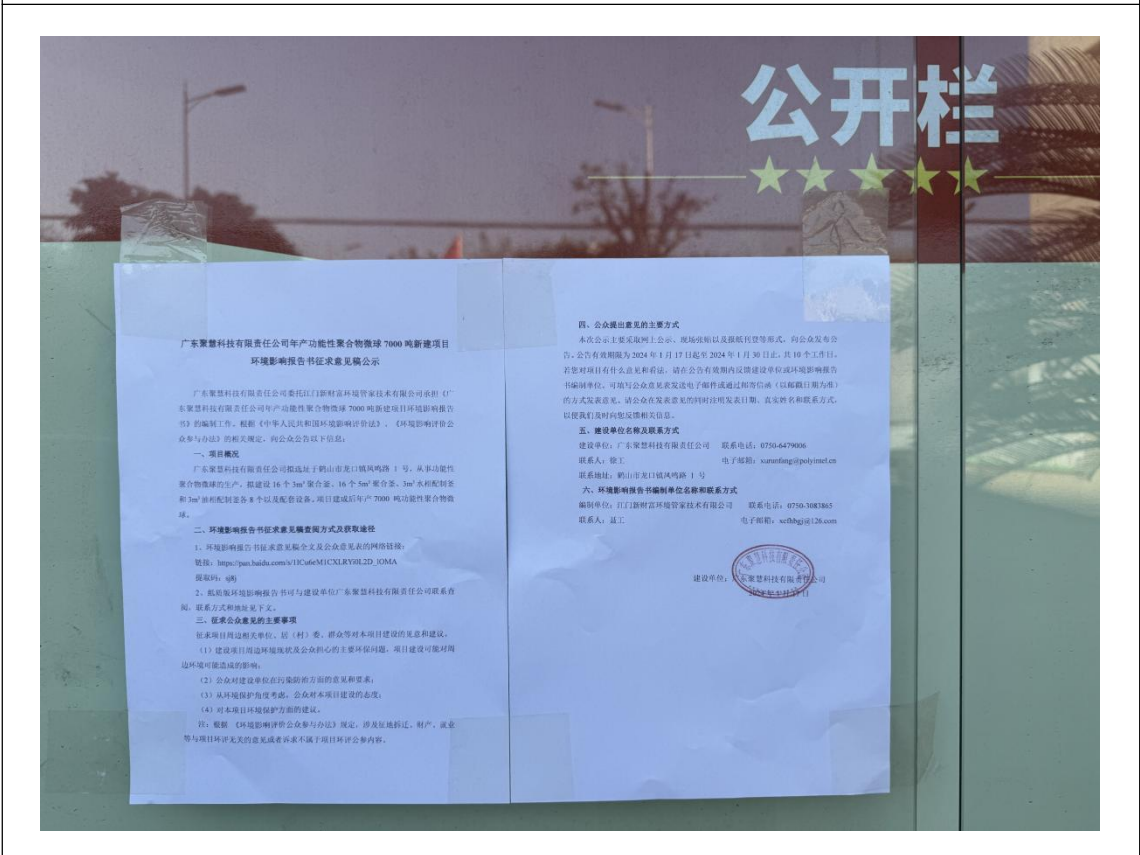 公开栏
广东聚慧科技有限责任公司年产功能性聚合物微球 7000 吨新建项目
环境影响报告书征求意见稿公示
广东聚慧科技有限责任公司委托江门新财富环境管家技术有限公司承担《广
东聚慧科技有限责任公司年产功能性聚合物微球 7000 吨新建项目环境影响报告
书》的编制工作。根据《中华人民共和国环境影响评价法》、《环境影响评价公
众参与办法》的相关规定，向公众公告以下信息：
一、项目概况
广东聚慧科技有限责任公司拟选址于鹤山市龙口镇凤鸣路 1 号，从事功能性
聚合物微球的生产，拟建设 16 个 3m³聚合釜、16 个 5m³聚合釜、3m³水相配制釜
和 3m³油相配制釜各 8 个以及配套设备。项目建成后年产 7000 吨功能性聚合物微
球。
二、环境影响报告书征求意见稿查阅方式及获取途径
1、环境影响报告书征求意见稿全文及公众意见表的网络链接：
链接：https://pan.baidu.com/s/
提取码：
2、纸质版环境影响报告书可与建设单位广东聚慧科技有限责任公司联系查
阅，联系方式和地址见下文。
三、征求公众意见的主要事项
征求项目周边相关单位、居（村）委、群众等对本项目建设的见意和建议。
（1）建设项目周边环境现状及公众担心的主要环保问题，项目建设可能对周
边环境可能造成的影响；
（2）公众对建设单位在污染防治方面的意见和要求；
（3）从环境保护角度考虑，公众对本项目建设的态度；
（4）对本项目环境保护方面的建议。
注：根据 《环境影响评价公众参与办法》规定，涉及征地拆迁、财产、就业
等与项目环评无关的意见或者诉求不属于项目环评公参内容。
四、公众提出意见的主要方式
本次公示主要采取网上公示、现场张贴以及报纸刊登等形式，向公众发布公
告。公告有效期限为 2024 年 1 月 17 日起至 2024 年 1 月 30 日止，共 10 个工作日。
若您对项目有什么意见和看法，请在公告有效期内反馈建设单位或环境影响报告
书编制单位，可填写公众意见表发送电子邮件或通过邮寄信函（以邮戳日期为准）
的方式发表意见，请公众在发表意见的同时注明发表日期、真实姓名和联系方式，
以便我们及时向您反馈相关信息。
五、建设单位名称及联系方式
建设单位：广东聚慧科技有限责任公司 联系电话：0750-6479006
联系人：徐工 电子邮箱：xurunfeng@polyintel.cn
联系地址：鹤山市龙口镇凤鸣路 1 号
六、环境影响报告书编制单位名称和联系方式
编制单位：江门新财富环境管家技术有限公司 联系电话：0750-3083865
联系人：聂工 电子邮箱：xcfhbgj@126.com
建设单位：广东聚慧科技有限责任公司